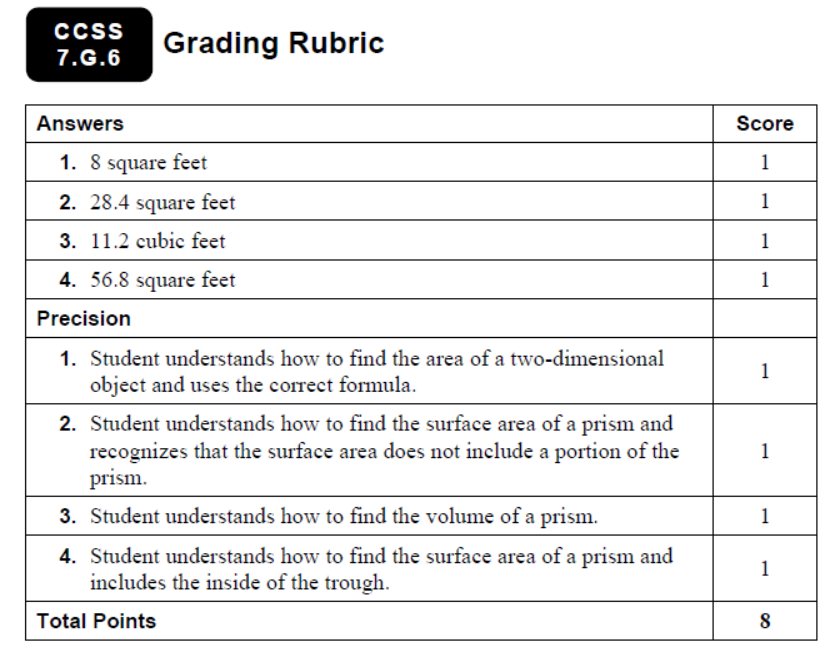 CCSS
7.G.6
Grading Rubric
Answers Score
1. 8 square feet 1
2. 28.4 square feet 1
3. 11.2 cubic feet 1
4. 56.8 square feet 1
Precision
1. Student understands how to find the area of a two-dimensional
object and uses the correct formula. 1
2. Student understands how to find the surface area of a prism and
recognizes that the surface area does not include a portion of the 1
prism.
3. Student understands how to find the volume of a prism. 1
4. Student understands how to find the surface area of a prism and
includes the inside of the trough. 1
Total Points 8